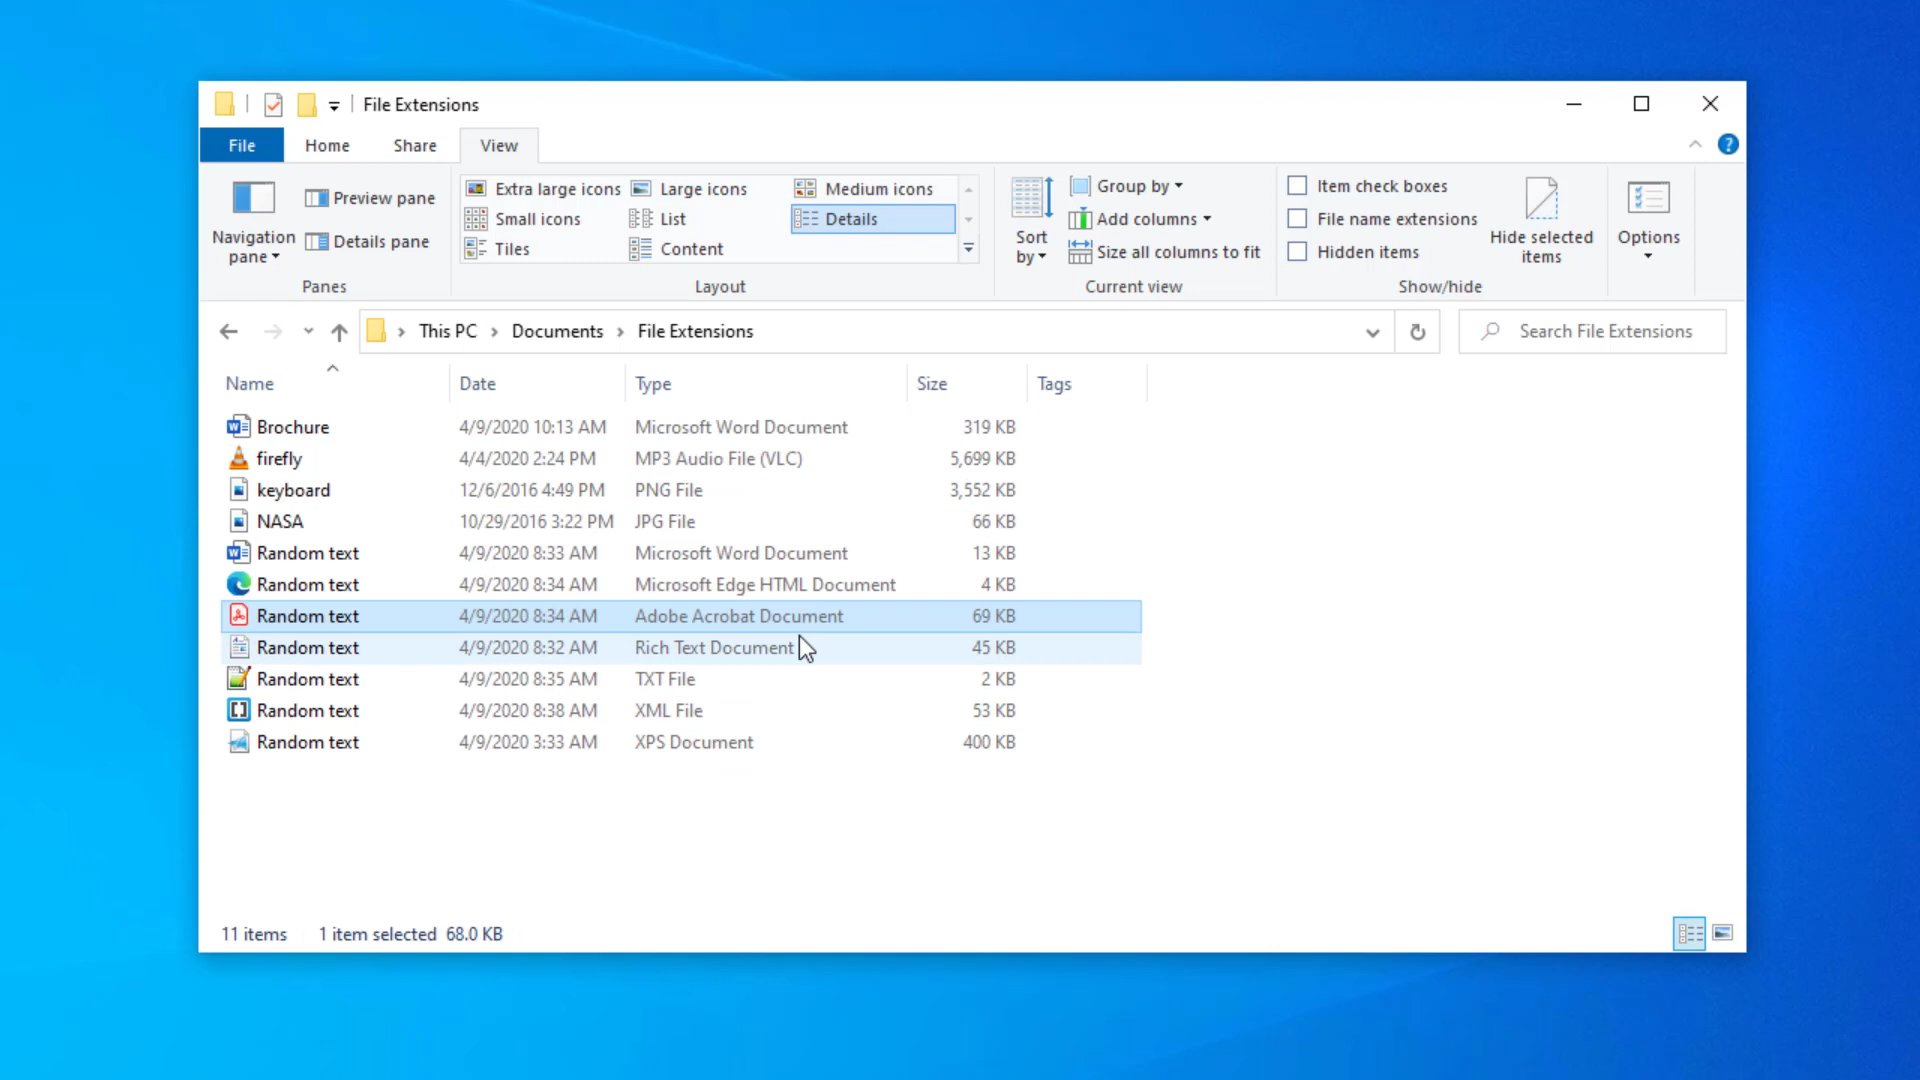 File Extensions
File Home Share View
Navigation pane
Preview pane
Details pane
Panes
Extra large icons Large icons Medium icons
Small icons List Details
Tiles Content
Layout
Sort by
Group by
Add columns
Size all columns to fit
Current view
Item check boxes
File name extensions
Hidden items
Hide selected items
Show/hide
Options
This PC Documents File Extensions
Search File Extensions
Name Date Type Size Tags
Brochure 4/9/2020 10:13 AM Microsoft Word Document 319 KB
firefly 4/4/2020 2:24 PM MP3 Audio File (VLC) 5,699 KB
keyboard 12/6/2016 4:49 PM PNG File 3,552 KB
NASA 10/29/2016 3:22 PM JPG File 66 KB
Random text 4/9/2020 8:33 AM Microsoft Word Document 13 KB
Random text 4/9/2020 8:34 AM Microsoft Edge HTML Document 4 KB
Random text 4/9/2020 8:34 AM Adobe Acrobat Document 69 KB
Random text 4/9/2020 8:32 AM Rich Text Document 45 KB
Random text 4/9/2020 8:35 AM TXT File 2 KB
Random text 4/9/2020 8:38 AM XML File 53 KB
Random text 4/9/2020 3:33 AM XPS Document 400 KB
11 items 1 item selected 68.0 KB